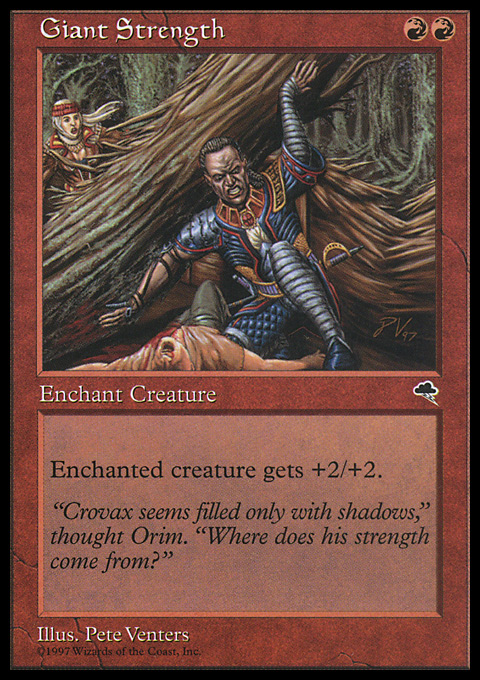 Giant Strength
PV97
Enchant Creature
Enchanted creature gets +2/+2.
“Crovax seems filled only with shadows,”
thought Orim. “Where does his strength
come from?”
Illus. Pete Venters
©1997 Wizards of the Coast, Inc.